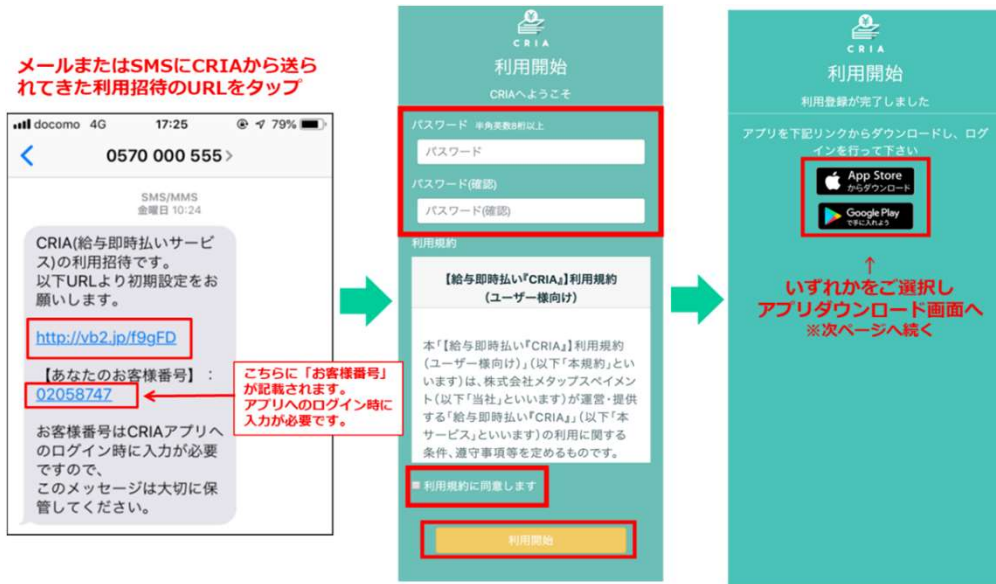 メールまたはSMSにCRIAから送ら
れてきた利用招待のURLをタップ
docomo 4G 17:25 79%
0570 000 555
SMS/MMS
金曜日 10:24
CRIA(給与即時払いサービ
ス)の利用招待です。
以下URLより初期設定をお
願いします。
http://vb2.jp/f9gFD
【あなたのお客様番号】：
02058747
お客様番号はCRIAアプリへ
のログイン時に入力が必要
ですので、
このメッセージは大切に保
管してください。
こちらに「お客様番号」
が記載されます。
アプリへのログイン時に
入力が必要です。
CRIA
利用開始
CRIAへようこそ
パスワード 半角英数8桁以上
パスワード
パスワード(確認)
パスワード(確認)
利用規約
【給与即時払い『CRIA』】利用規約
（ユーザー様向け）
本「【給与即時払い『CRIA』】利用規約
（ユーザー様向け）」（以下「本規約」とい
います）は、株式会社メタップスペイメン
ト（以下「当社」といいます）が運営・提供
する「給与即時払い『CRIA』」（以下「本
サービス」といいます）の利用に関する
条件、遵守事項等を定めるものです。
利用規約に同意します
利用開始
CRIA
利用開始
利用登録が完了しました
アプリを下記リンクからダウンロードし、ログ
インを行って下さい
App Store
からダウンロード
Google Play
で手に入れよう
↑
いずれかをご選択し
アプリダウンロード画面へ
※次ページへ続く